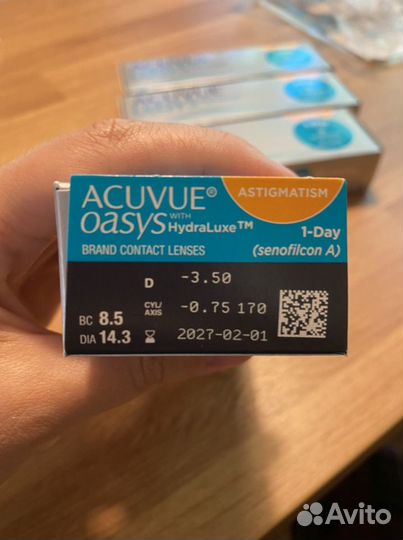 ACUVUE®
ASTIGMATISM
oasys WITH HydraLuxe™
1-Day
BRAND CONTACT LENSES
(senofilcon A)
D -3.50
CYL/AXIS -0.75 170
BC 8.5
DIA 14.3
2027-02-01
Avito